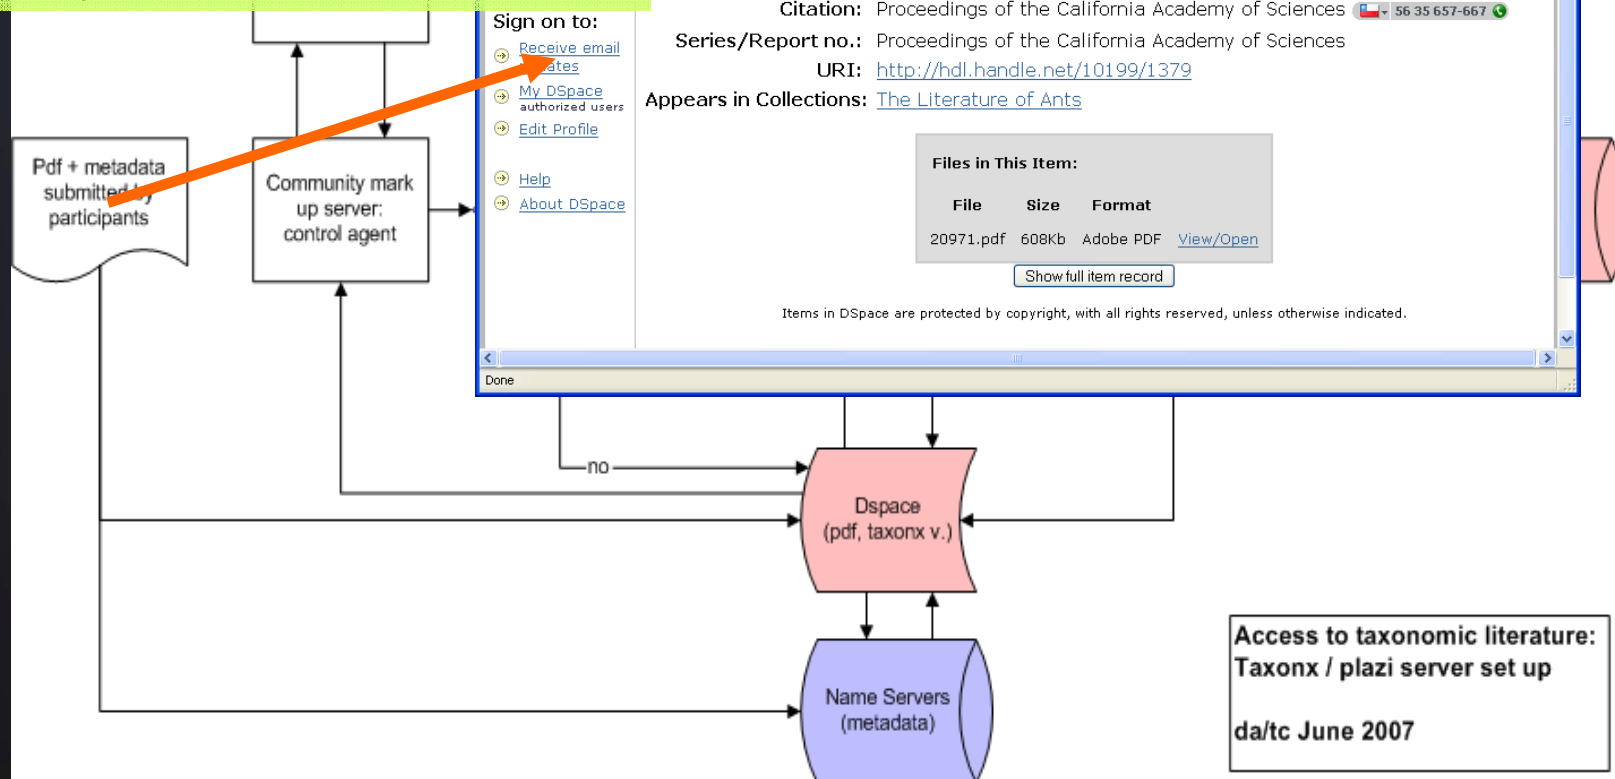 Citation: Proceedings of the California Academy of Sciences 56 35 657-667
Series/Report no.: Proceedings of the California Academy of Sciences
URI: http://hdl.handle.net/10199/1379
Appears in Collections: The Literature of Ants
Sign on to:
Receive email
My DSpace
authorized users
Edit Profile
Help
About DSpace
Files in This Item:
File Size Format
20971.pdf 608Kb Adobe PDF View/Open
Show full item record
Items in DSpace are protected by copyright, with all rights reserved, unless otherwise indicated.
Done
Pdf + metadata
submitted by
participants
Community mark
up server:
control agent
no
Dspace
(pdf, taxonx v.)
Name Servers
(metadata)
Access to taxonomic literature:
Taxonx / plazi server set up
da/tc June 2007